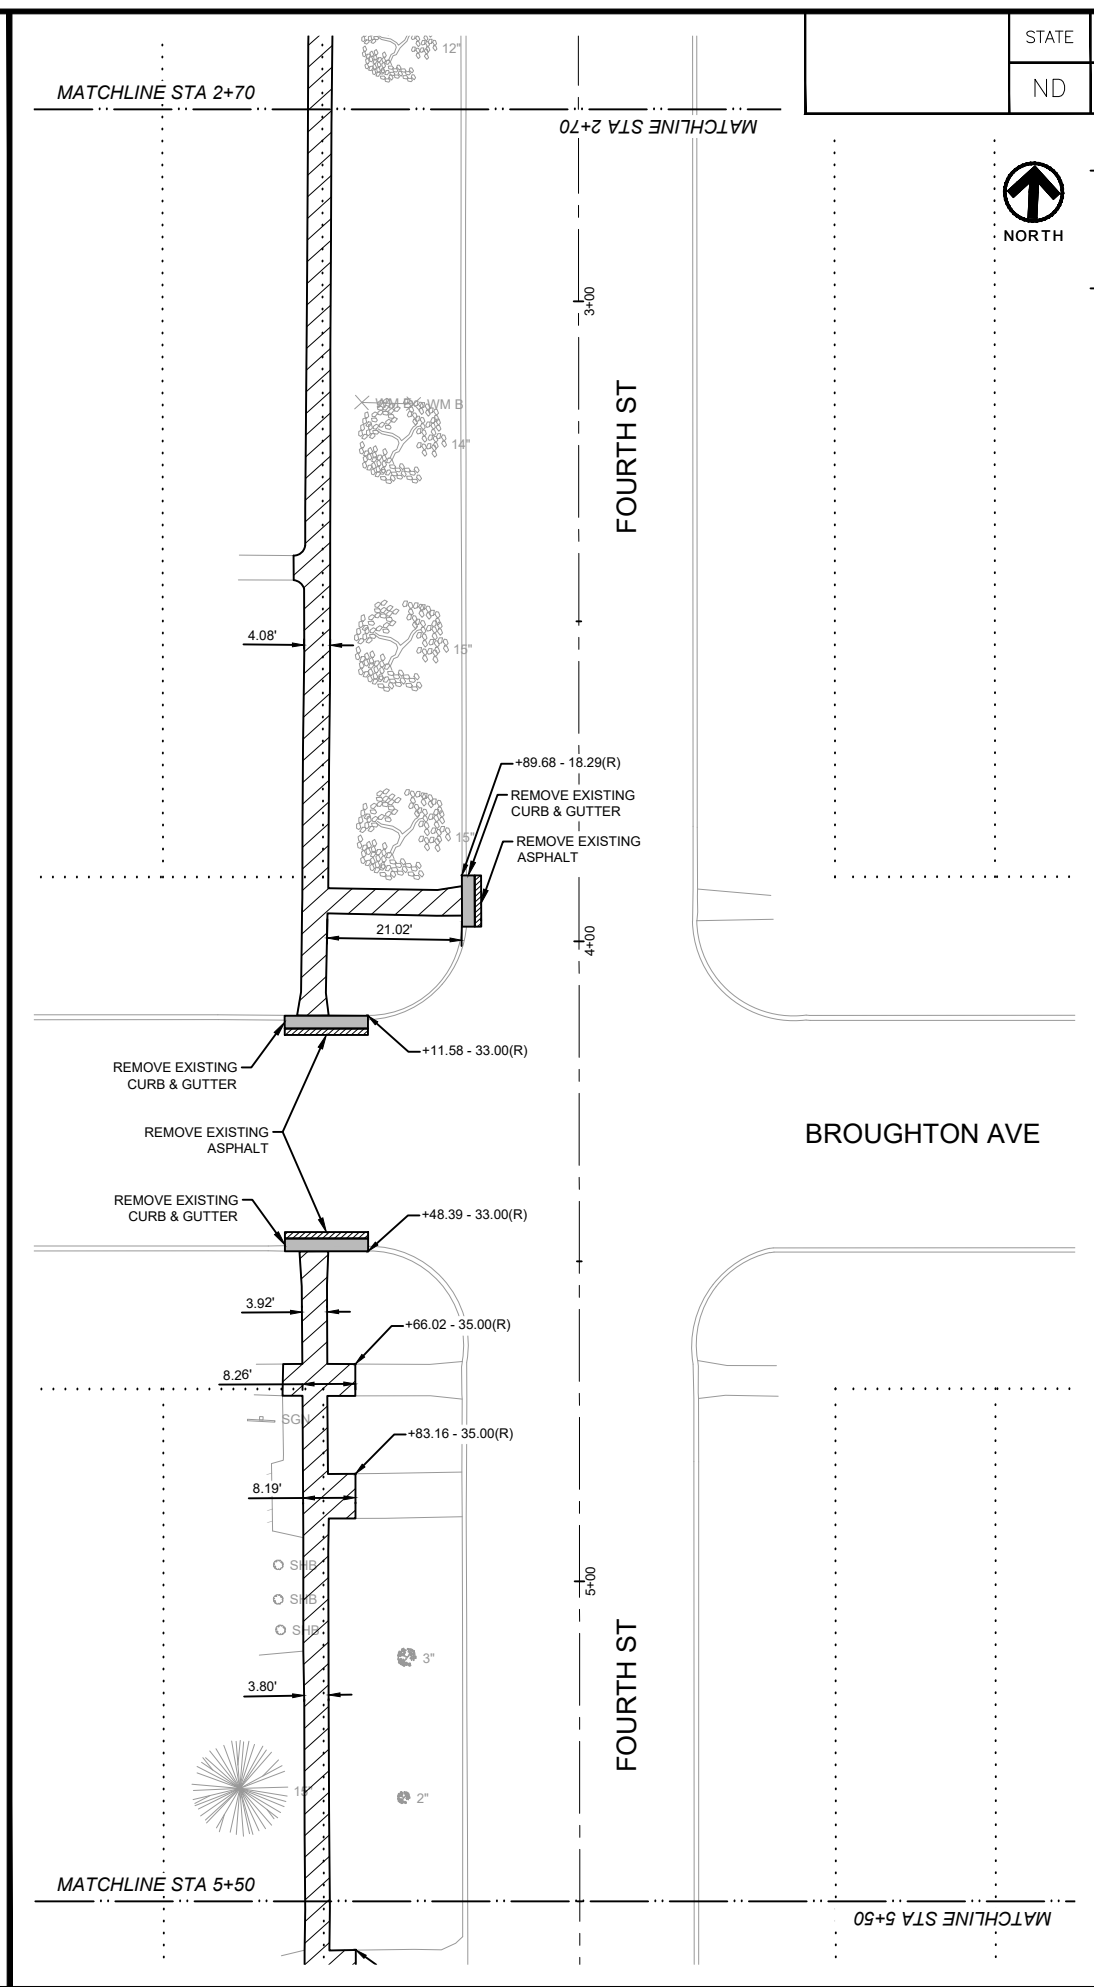 12"
STATE
ND
MATCHLINE STA 2+70
MATCHLINE STA 2+70
NORTH
3+00
FOURTH ST
WM B
WM B
14"
4.08'
15"
+89.68 - 18.29(R)
REMOVE EXISTING
CURB & GUTTER
15"
REMOVE EXISTING
ASPHALT
21.02'
4+00
+11.58 - 33.00(R)
REMOVE EXISTING
CURB & GUTTER
REMOVE EXISTING
ASPHALT
BROUGHTON AVE
REMOVE EXISTING
CURB & GUTTER
+48.39 - 33.00(R)
3.92'
+66.02 - 35.00(R)
8.26'
SGN
+83.16 - 35.00(R)
8.19'
SHB
5+00
SHB
SHB
3"
FOURTH ST
3.80'
15"
2"
MATCHLINE STA 5+50
MATCHLINE STA 5+50